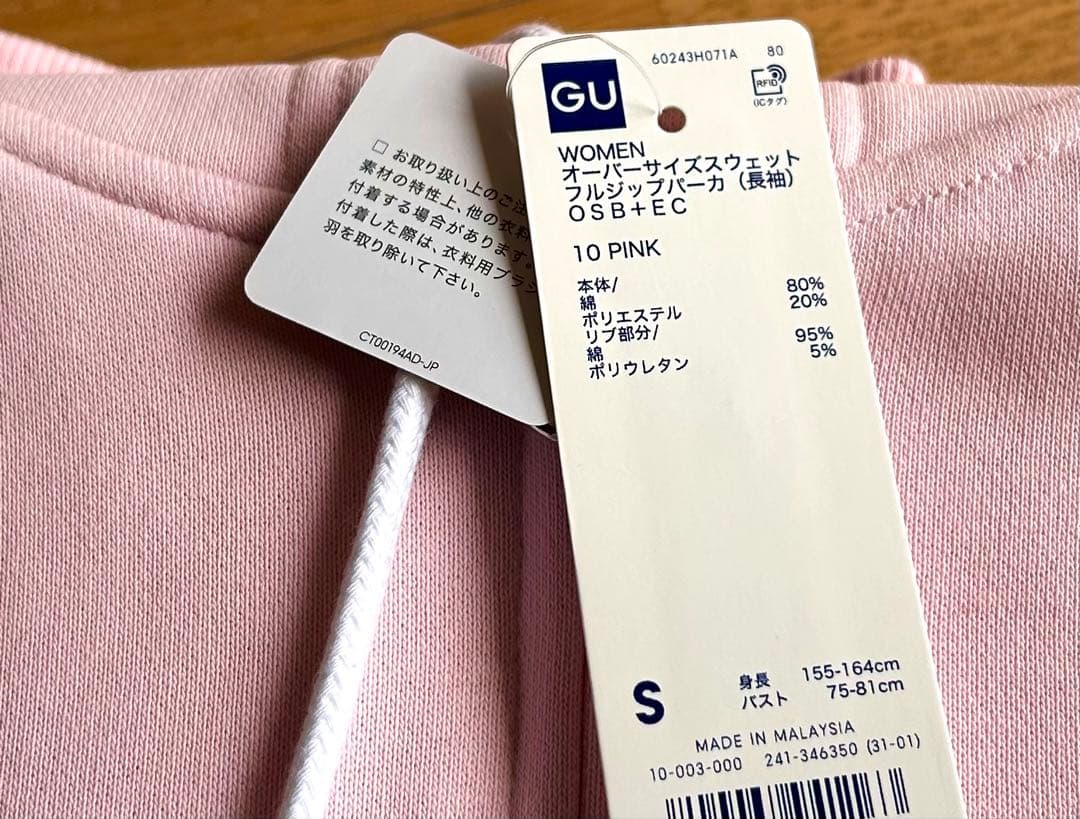 60243H071A 80
GU
RFID
(ICタグ)
WOMEN
オーバーサイズスウェット
フルジップパーカ（長袖）
OSB+EC
10 PINK
本体/
綿 80%
ポリエステル 20%
リブ部分/
綿 95%
ポリウレタン 5%
S
身長 155-164cm
バスト 75-81cm
MADE IN MALAYSIA
10-003-000 241-346350 (31-01)
□ お取り扱い上のご注
素材の特性上、他の衣料
付着する場合があります。
付着した際は、衣料用ブラシ
羽を取り除いて下さい。
CT00194AD-JP